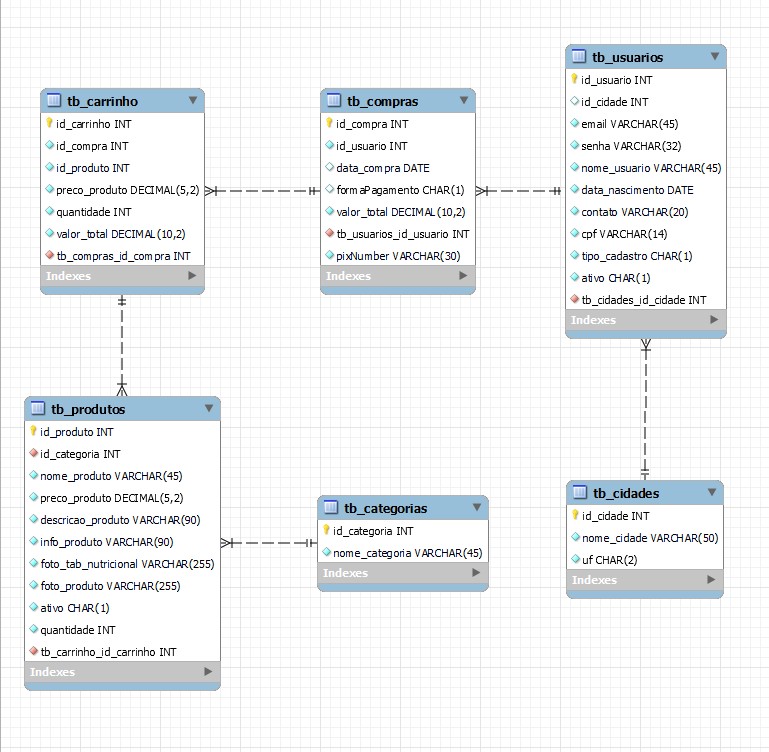 tb_carrinho
id_carrinho INT
id_compra INT
id_produto INT
preco_produto DECIMAL(5,2)
quantidade INT
valor_total DECIMAL(10,2)
tb_compras_id_compra INT
Indexes
tb_compras
id_compra INT
id_usuario INT
data_compra DATE
formaPagamento CHAR(1)
valor_total DECIMAL(10,2)
tb_usuarios_id_usuario INT
pixNumber VARCHAR(30)
Indexes
tb_usuarios
id_usuario INT
id_cidade INT
email VARCHAR(45)
senha VARCHAR(32)
nome_usuario VARCHAR(45)
data_nascimento DATE
contato VARCHAR(20)
cpf VARCHAR(14)
tipo_cadastro CHAR(1)
ativo CHAR(1)
tb_cidades_id_cidade INT
Indexes
tb_produtos
id_produto INT
id_categoria INT
nome_produto VARCHAR(45)
preco_produto DECIMAL(5,2)
descricao_produto VARCHAR(90)
info_produto VARCHAR(90)
foto_tab_nutricional VARCHAR(255)
foto_produto VARCHAR(255)
ativo CHAR(1)
quantidade INT
tb_carrinho_id_carrinho INT
Indexes
tb_categorias
id_categoria INT
nome_categoria VARCHAR(45)
Indexes
tb_cidades
id_cidade INT
nome_cidade VARCHAR(50)
uf CHAR(2)
Indexes